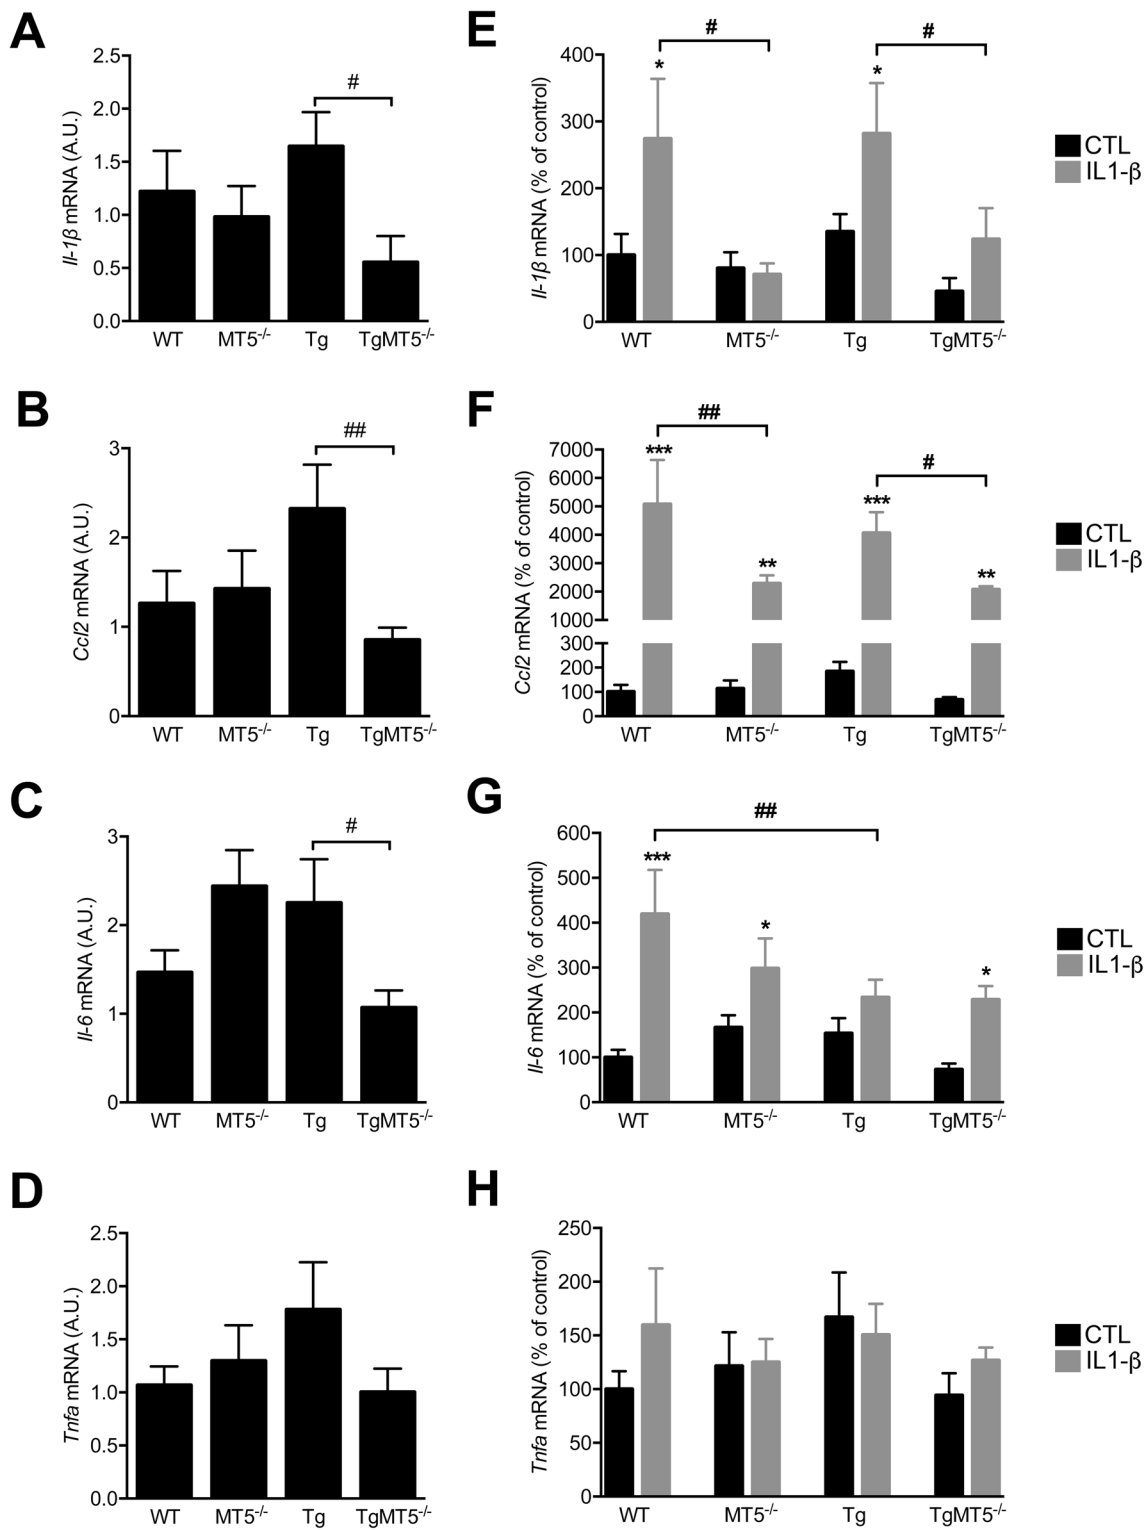 A
Il-1β mRNA (A.U.)
2.5
2.0
1.5
1.0
0.5
0.0
#
WT MT5-/- Tg TgMT5-/-
E
Il-1β mRNA (% of control)
400
300
200
100
0
* # * #
WT MT5-/- Tg TgMT5-/-
CTL
IL1-β
B
Ccl2 mRNA (A.U.)
3
2
1
0
##
WT MT5-/- Tg TgMT5-/-
F
Ccl2 mRNA (% of control)
7000
6000
5000
4000
3000
2000
1000
300
200
100
0
## #
*** ** *** **
WT MT5-/- Tg TgMT5-/-
CTL
IL1-β
C
Il-6 mRNA (A.U.)
3
2
1
0
#
WT MT5-/- Tg TgMT5-/-
G
Il-6 mRNA (% of control)
600
500
400
300
200
100
0
##
*** * *
WT MT5-/- Tg TgMT5-/-
CTL
IL1-β
D
Tnfa mRNA (A.U.)
2.5
2.0
1.5
1.0
0.5
0.0
WT MT5-/- Tg TgMT5-/-
H
Tnfa mRNA (% of control)
250
200
150
100
50
0
WT MT5-/- Tg TgMT5-/-
CTL
IL1-β